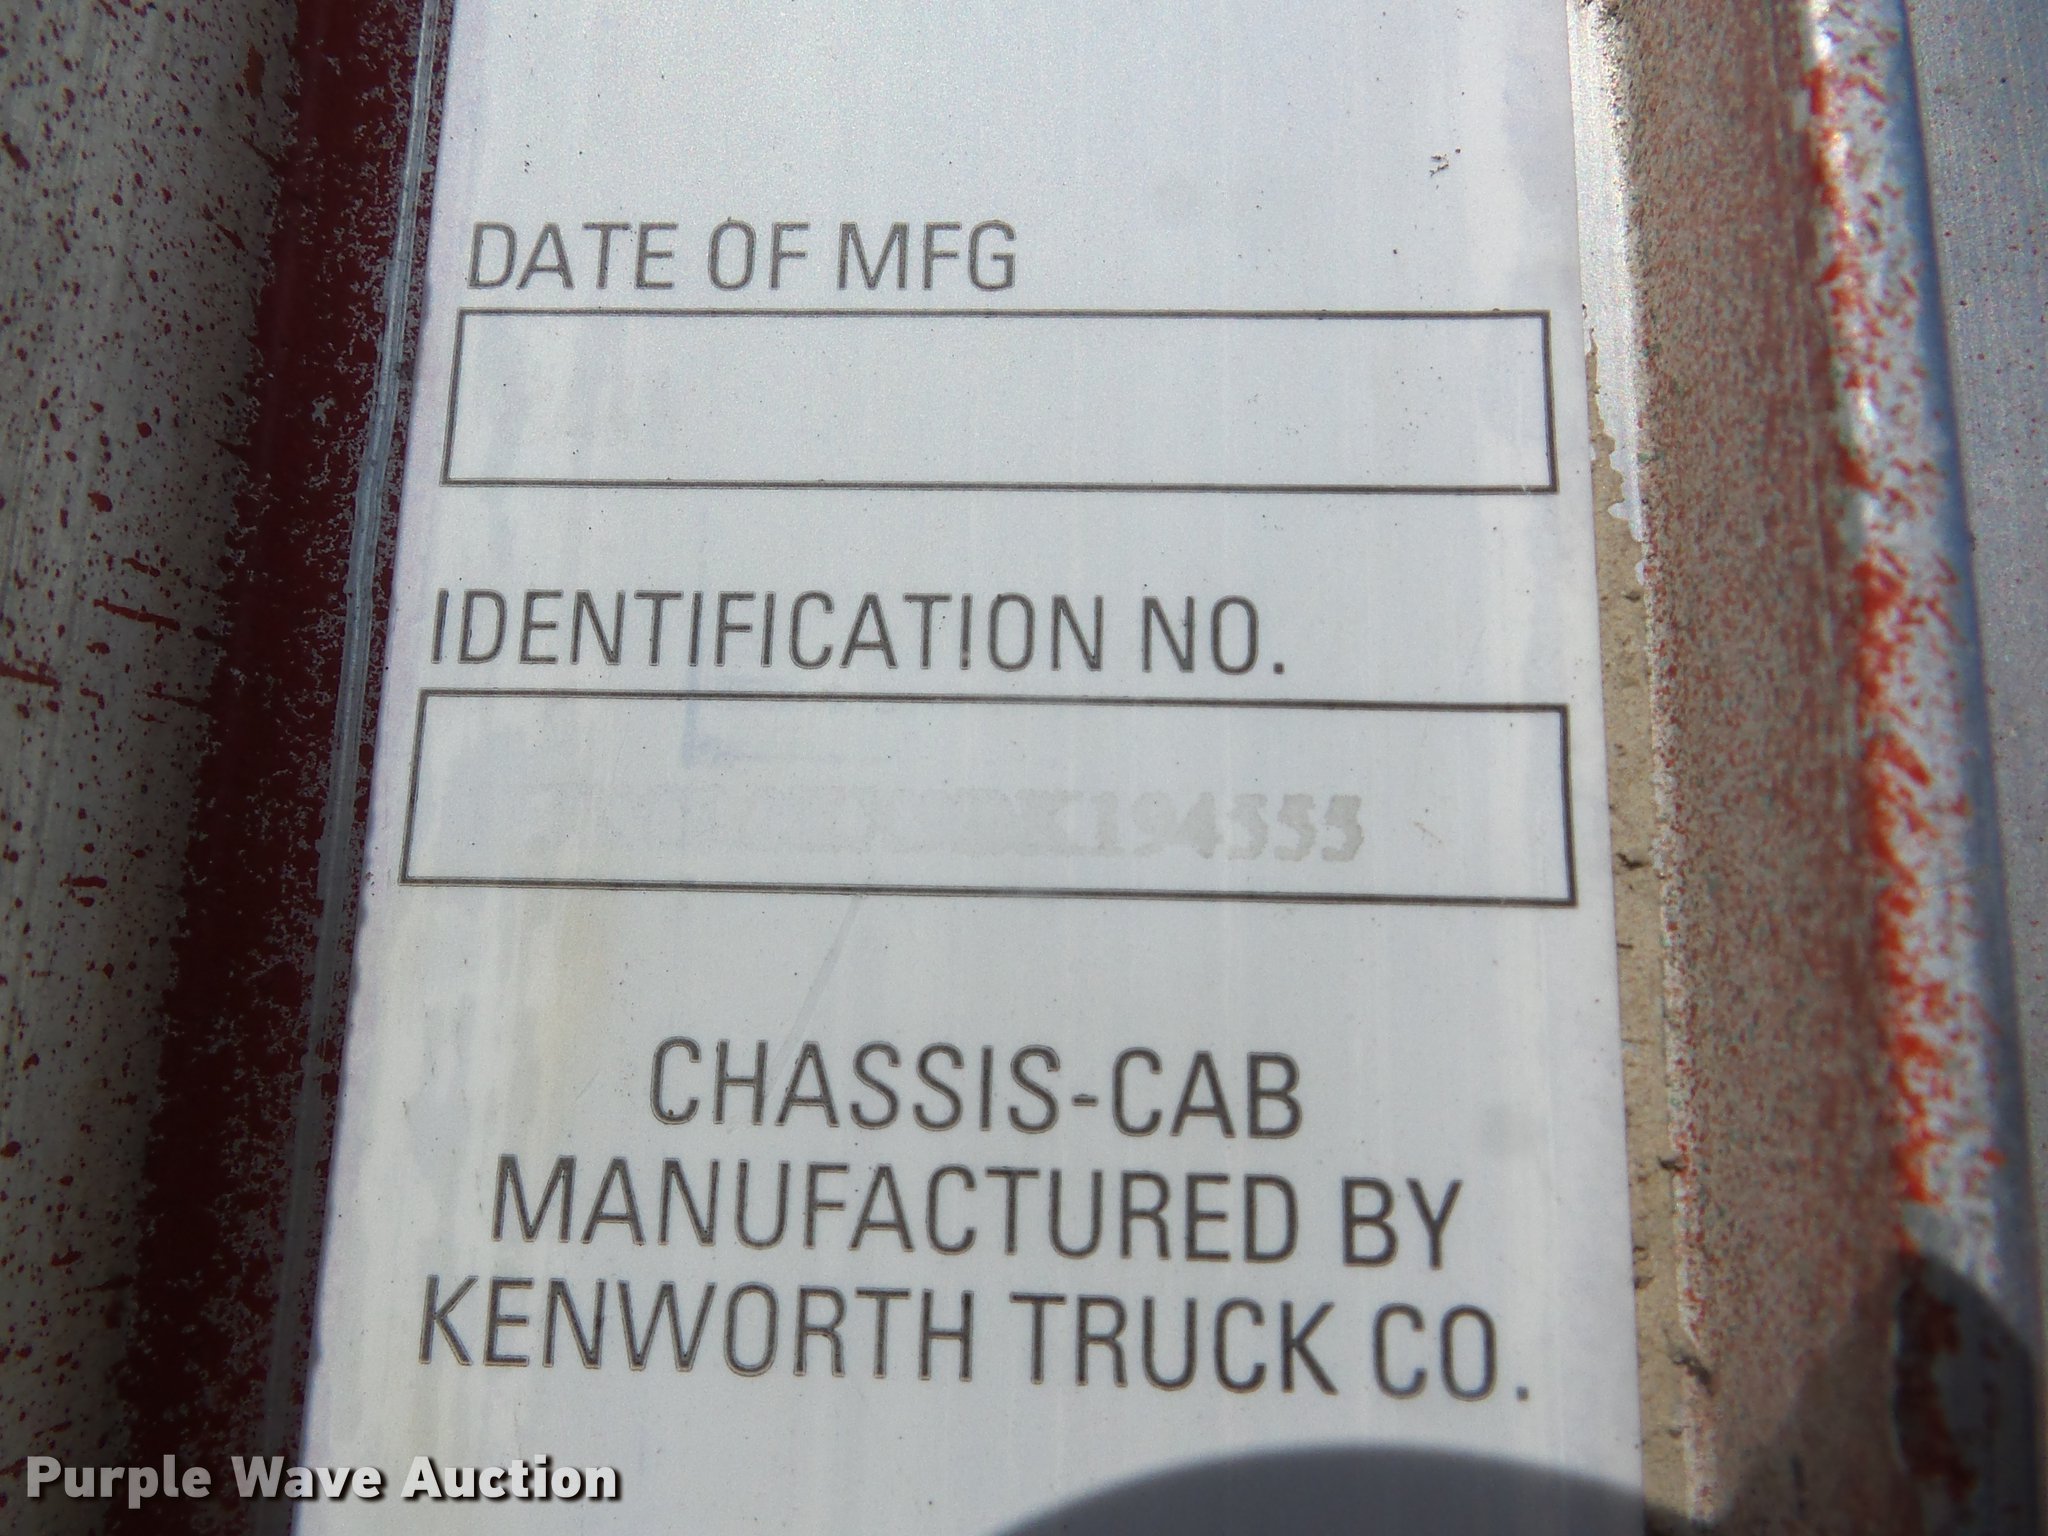 DATE OF MFG
IDENTIFICATION NO.
CHASSIS-CAB
MANUFACTURED BY
KENWORTH TRUCK CO.
Purple Wave Auction